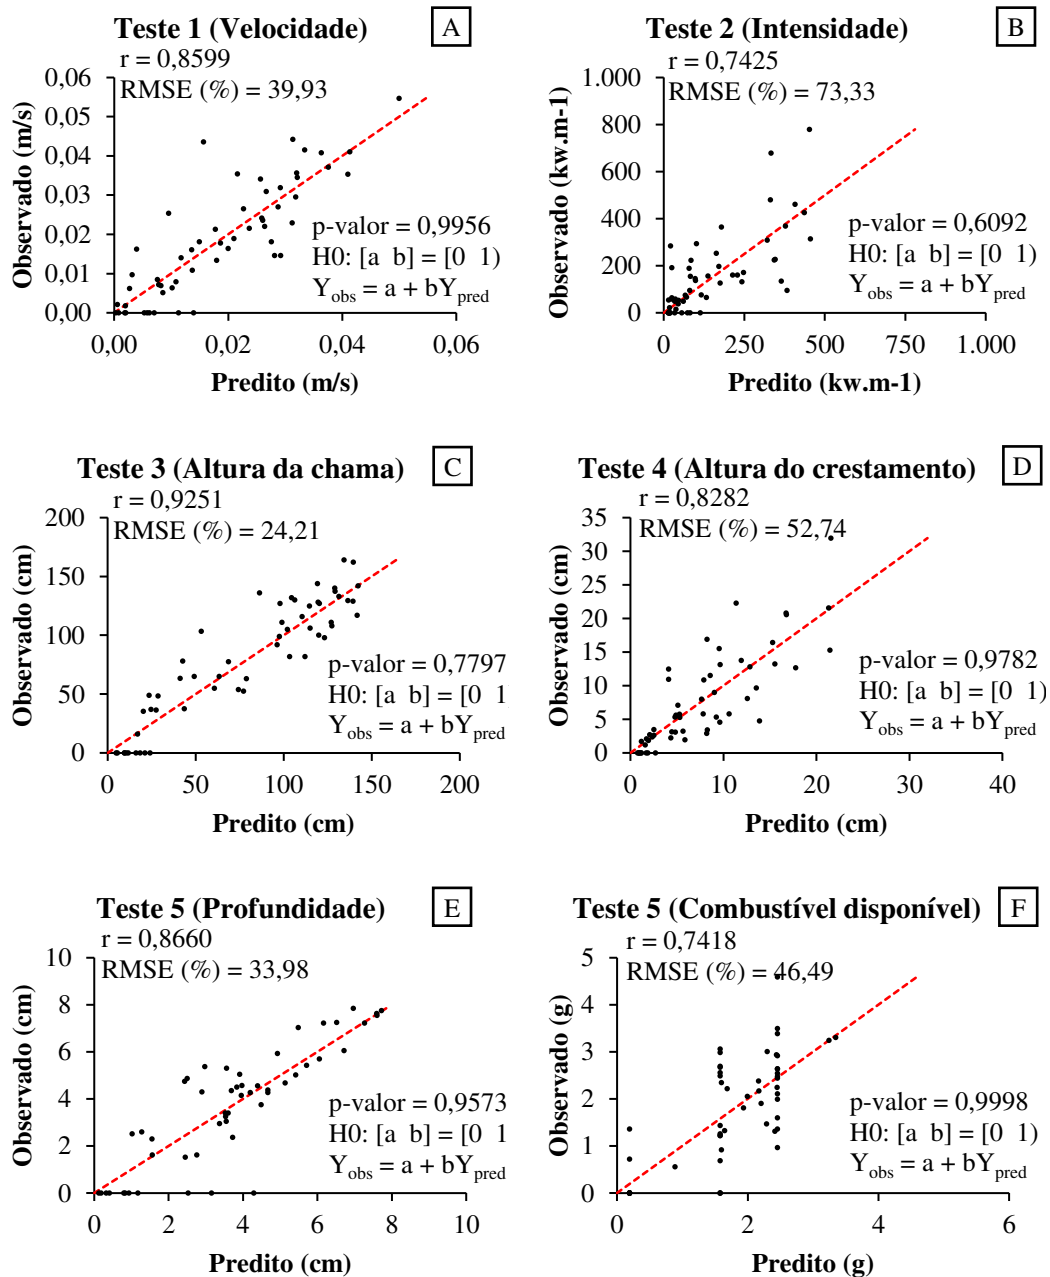 Teste 1 (Velocidade)
A
r = 0,8599
RMSE (%) = 39,93
0,06
0,05
0,04
0,03
0,02
0,01
0,00
Observado (m/s)
p-valor = 0,9956
H0: [a b] = [0 1)
Yobs = a + bYpred
0,00 0,02 0,04 0,06
Predito (m/s)
Teste 2 (Intensidade)
B
r = 0,7425
RMSE (%) = 73,33
1.000
800
600
400
200
0
Observado (kw.m-1)
p-valor = 0,6092
H0: [a b] = [0 1)
Yobs = a + bYpred
0 250 500 750 1.000
Predito (kw.m-1)
Teste 3 (Altura da chama)
C
r = 0,9251
RMSE (%) = 24,21
200
150
100
50
0
Observado (cm)
p-valor = 0,7797
H0: [a b] = [0 1
Yobs = a + bYpred
0 50 100 150 200
Predito (cm)
Teste 4 (Altura do crestamento)
D
r = 0,8282
RMSE (%) = 52,74
35
30
25
20
15
10
5
0
Observado (cm)
p-valor = 0,9782
H0: [a b] = [0 1)
Yobs = a + bYpred
0 10 20 30 40
Predito (cm)
Teste 5 (Profundidade)
E
r = 0,8660
RMSE (%) = 33,98
10
8
6
4
2
0
Observado (cm)
p-valor = 0,9573
H0: [a b] = [0 1
Yobs = a + bYpred
0 2 4 6 8 10
Predito (cm)
Teste 5 (Combustível disponível)
F
r = 0,7418
RMSE (%) = 46,49
5
4
3
2
1
0
Observado (g)
p-valor = 0,9998
H0: [a b] = [0 1)
Yobs = a + bYpred
0 2 4 6
Predito (g)